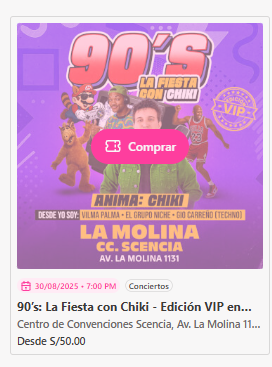 90'S
LA FIESTA
CON CHIKI
EDICIÓN
VIP
Comprar
ANIMA: CHIKI
DESDE YO SOY: VILMA PALMA • EL GRUPO NICHE • GIO CARREÑO (TECHNO)
LA MOLINA
CC. SCENCIA
AV. LA MOLINA 1131
30/08/2025 • 7:00 PM
Conciertos
90's: La Fiesta con Chiki - Edición VIP en...
Centro de Convenciones Scencia, Av. La Molina 11...
Desde S/50.00